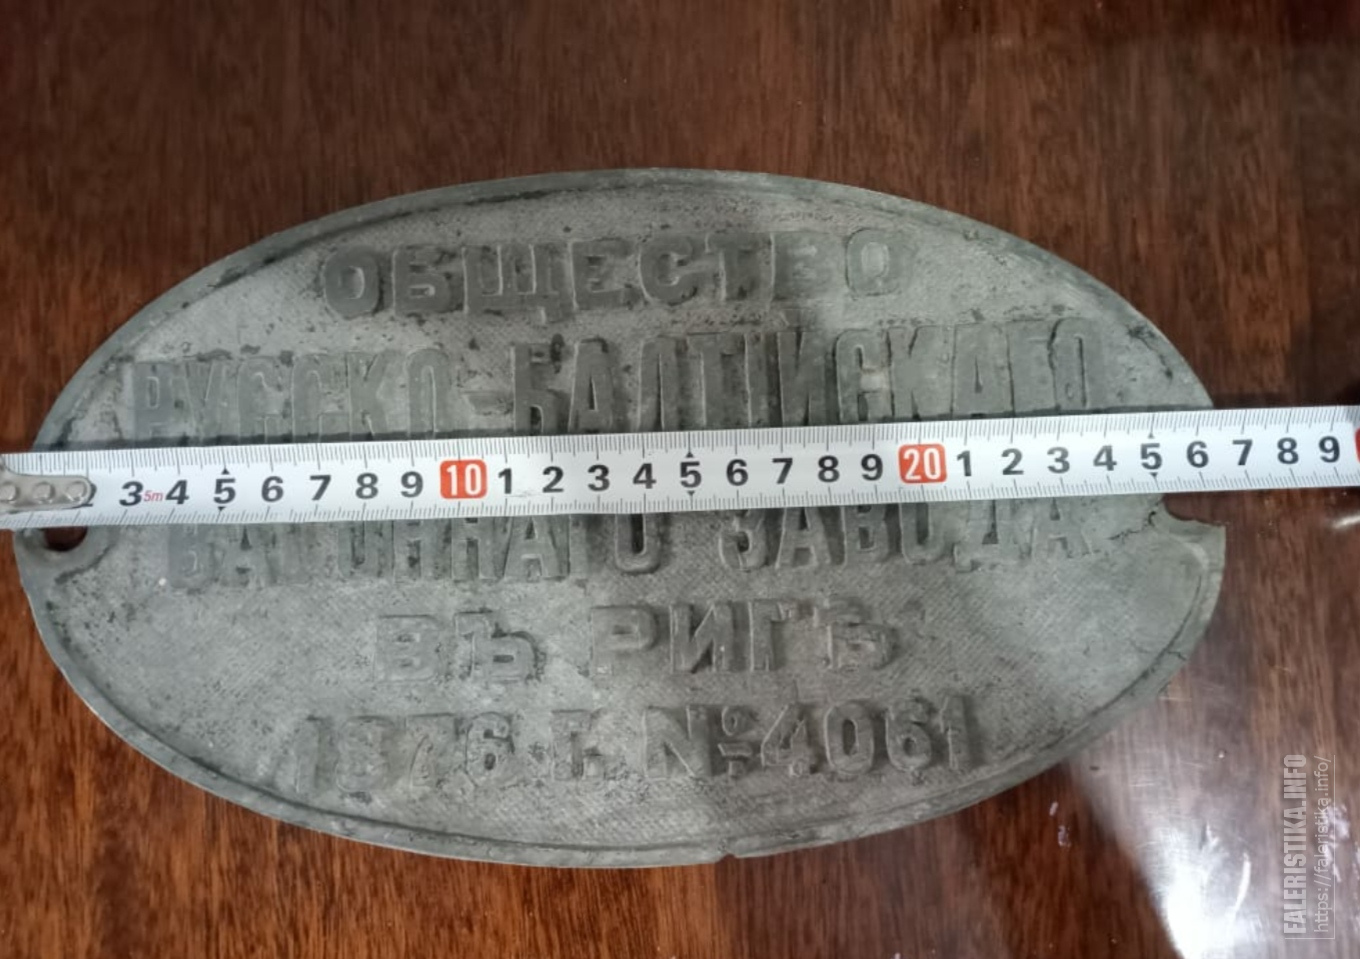 ОБЩЕСТВО
РУССКО-БАЛТІЙСКАГО
3 5m 4 5 6 7 8 9 10 1 2 3 4 5 6 7 8 9 20 1 2 3 4 5 6 7 8 9
ВАГОННАГО ЗАВОДА
ВЪ РИГѢ
1876 Г. №4061
FALERISTIKA.INFO
https://faleristika.info/